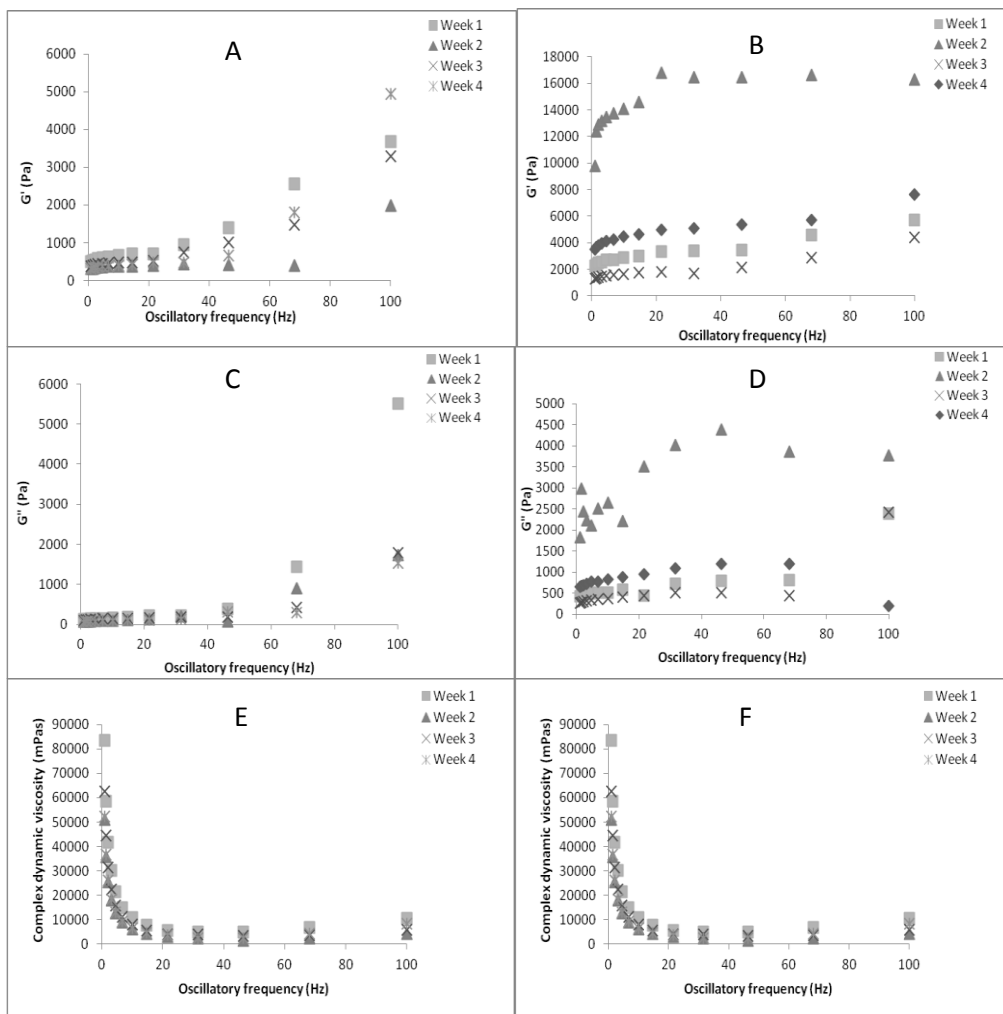 A
Week 1
Week 2
Week 3
Week 4
6000
5000
4000
3000
2000
1000
0
G' (Pa)
0
20
40
60
80
100
Oscillatory frequency (Hz)
B
Week 1
Week 2
Week 3
Week 4
18000
16000
14000
12000
10000
8000
6000
4000
2000
0
G' (Pa)
0
20
40
60
80
100
Oscillatory frequency (Hz)
C
Week 1
Week 2
Week 3
Week 4
6000
5000
4000
3000
2000
1000
0
G" (Pa)
0
20
40
60
80
100
Oscillatory frequency (Hz)
D
Week 1
Week 2
Week 3
Week 4
5000
4500
4000
3500
3000
2500
2000
1500
1000
500
0
G" (Pa)
0
20
40
60
80
100
Oscillatory frequency (Hz)
E
Week 1
Week 2
Week 3
Week 4
90000
80000
70000
60000
50000
40000
30000
20000
10000
0
Complex dynamic viscosity (mPas)
0
20
40
60
80
100
Oscillatory frequency (Hz)
F
Week 1
Week 2
Week 3
Week 4
90000
80000
70000
60000
50000
40000
30000
20000
10000
0
Complex dynamic viscosity (mPas)
0
20
40
60
80
100
Oscillatory frequency (Hz)